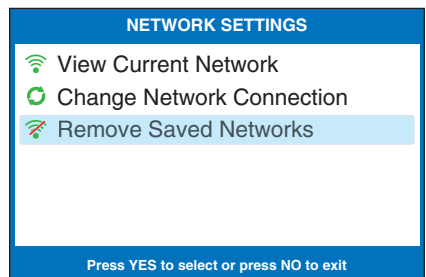 NETWORK SETTINGS
View Current Network
Change Network Connection
Remove Saved Networks
Press YES to select or press NO to exit